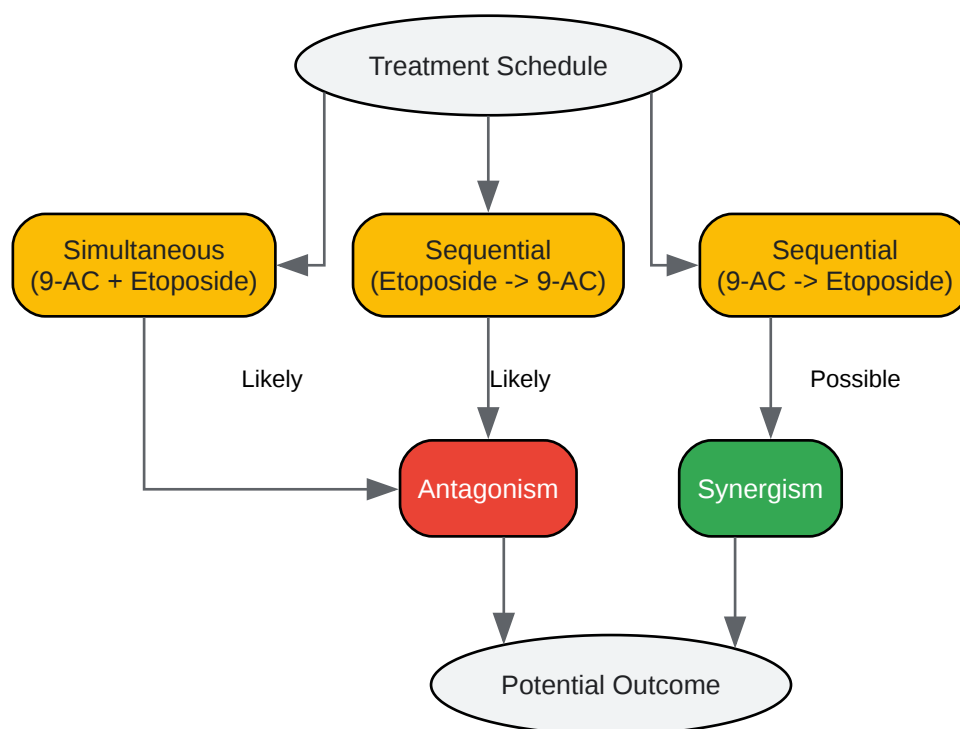 Treatment Schedule
Simultaneous
(9-AC + Etoposide)
Sequential
(Etoposide -> 9-AC)
Sequential
(9-AC -> Etoposide)
Likely
Likely
Possible
Antagonism
Synergism
Potential Outcome